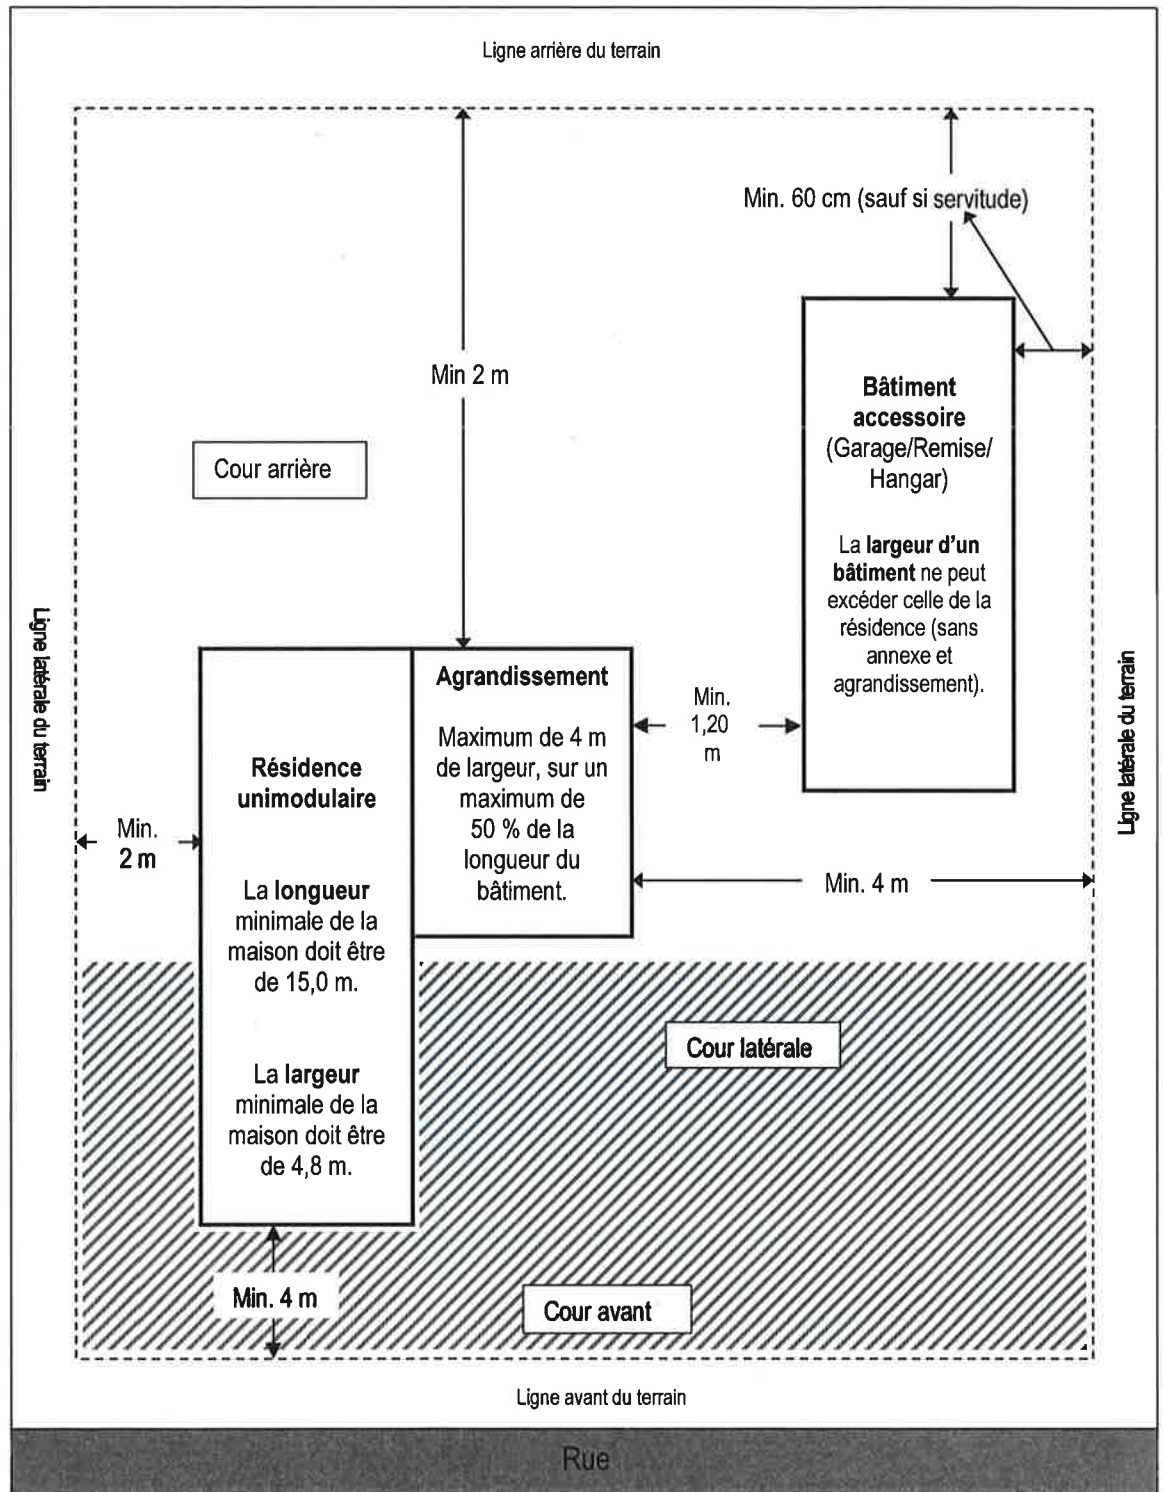 Ligne arrière du terrain
Min. 60 cm (sauf si servitude)
Min 2 m
Bâtiment
accessoire
(Garage/Remise/
Hangar)
La largeur d'un
bâtiment ne peut
excéder celle de la
résidence (sans
annexe et
agrandissement).
Cour arrière
Ligne latérale du terrain
Ligne latérale du terrain
Agrandissement
Maximum de 4 m
de largeur, sur un
maximum de
50 % de la
longueur du
bâtiment.
Min.
1,20
m
Résidence
unimodulaire
La longueur
minimale de la
maison doit être
de 15,0 m.
La largeur
minimale de la
maison doit être
de 4,8 m.
Min.
2 m
Min. 4 m
Cour latérale
Min. 4 m
Cour avant
Ligne avant du terrain
Rue